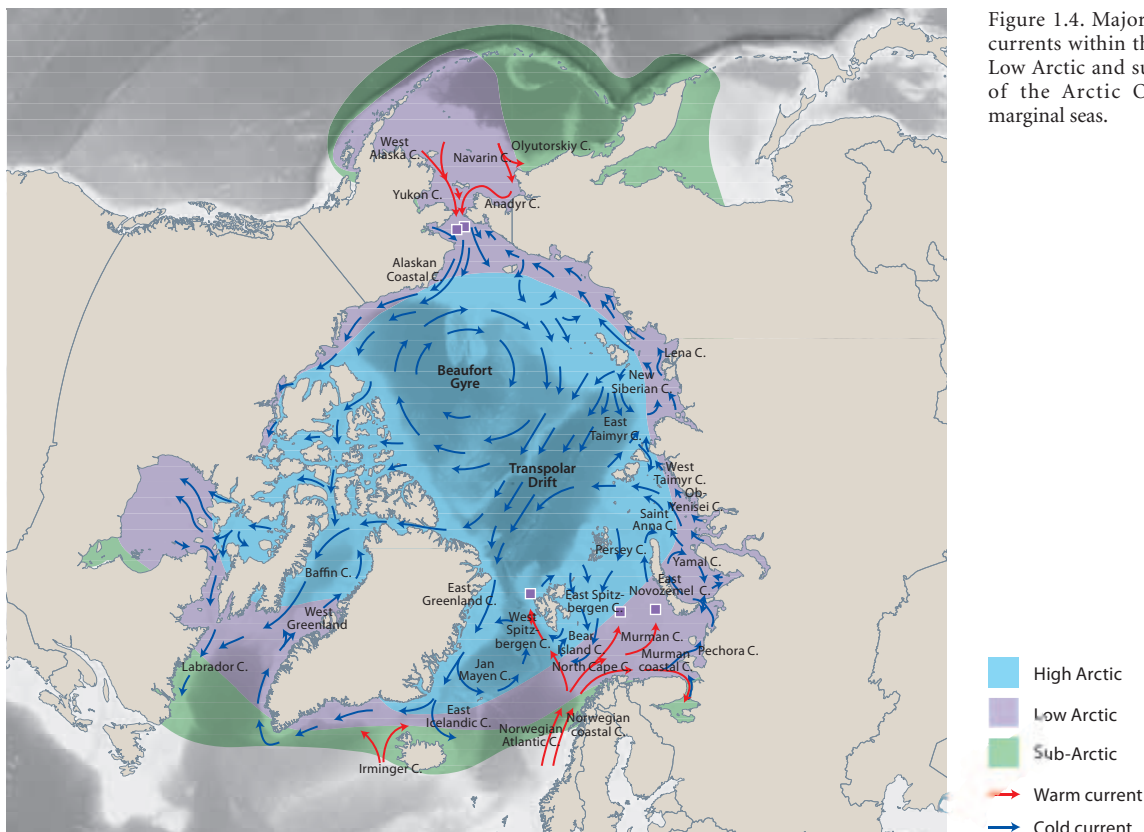 Figure 1.4. Major
currents within th
Low Arctic and su
of the Arctic O
marginal seas.
West
Alaska C.
Navarin C.
Olyutorskiy C.
Yukon C.
Anadyr C.
Alaskan
Coastal C.
Beaufort
Gyre
Lena C.
New
Siberian C.
East
Taimyr C.
Transpolar
Drift
West
Taimyr C.
Ob-
Yenisei C.
Saint
Anna C.
Persey C.
Yamal C.
Baffin C.
East
Greenland C.
East Spitz-
bergen C.
East
Novozemel C.
West
Greenland
West
Spitz-
bergen C.
Bear
Island C.
Murman C.
Labrador C.
Jan
Mayen C.
North Cape C.
Murman
coastal C.
Pechora C.
East
Icelandic C.
Norwegian
Atlantic C.
Norwegian
coastal C.
Irminger C.
High Arctic
Low Arctic
Sub-Arctic
Warm current
Cold current